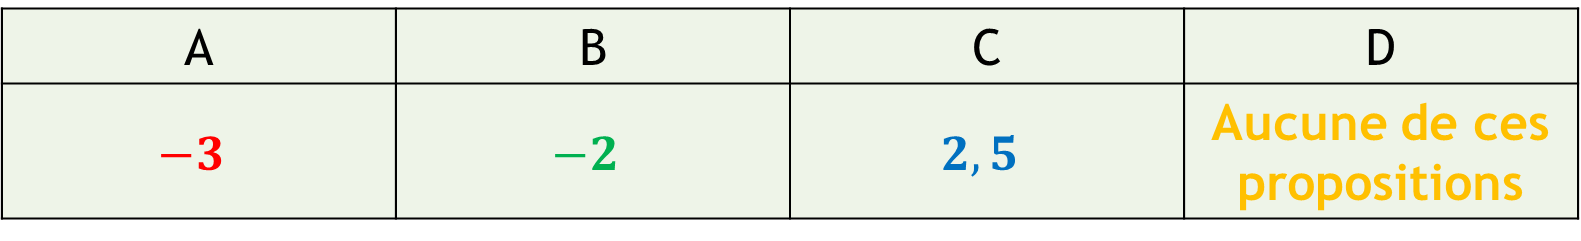 A B C D
−3 −2 2,5 Aucune de ces
propositions